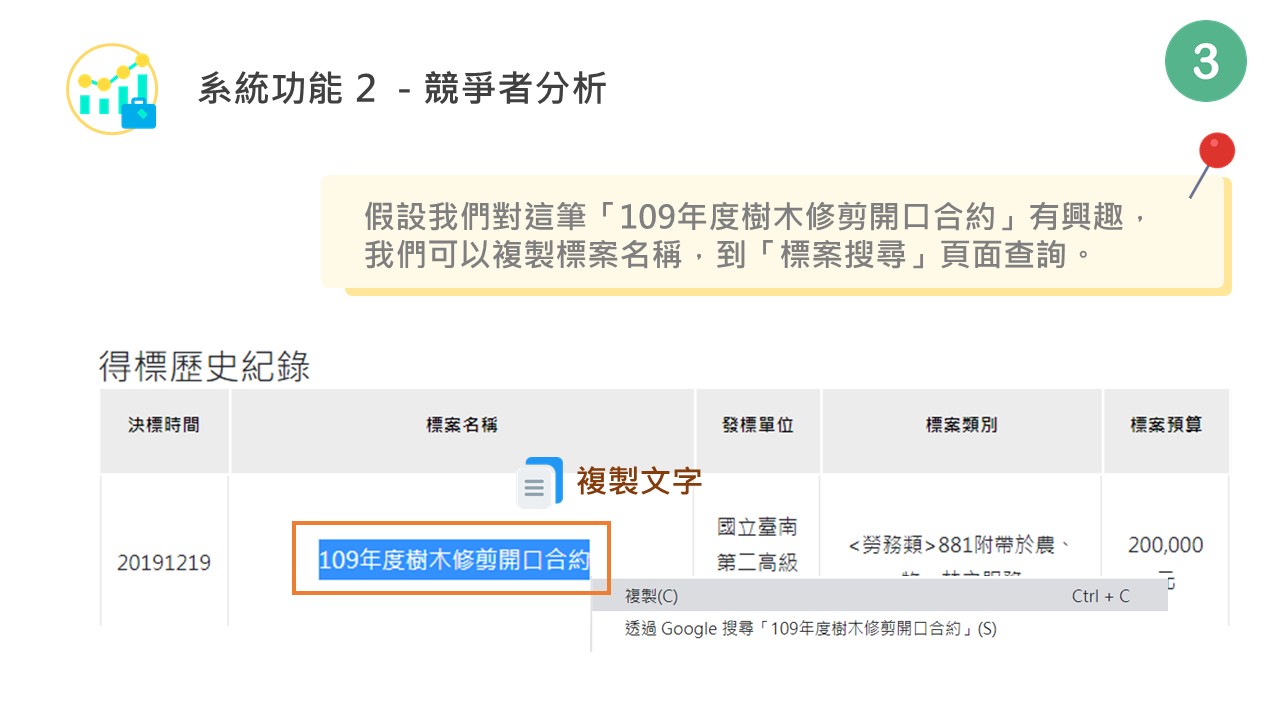 系統功能 2 - 競爭者分析
3
假設我們對這筆「109年度樹木修剪開口合約」有興趣，
我們可以複製標案名稱，到「標案搜尋」頁面查詢。
得標歷史紀錄
決標時間 標案名稱 發標單位 標案類別 標案預算
複製文字
20191219 109年度樹木修剪開口合約 國立臺南 <勞務類>881附帶於農、 200,000
第二高級 元
複製(C) Ctrl + C
透過 Google 搜尋「109年度樹木修剪開口合約」(S)